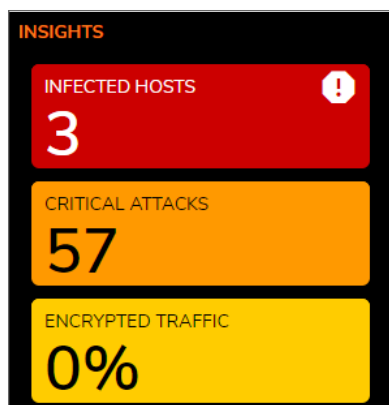 INSIGHTS
INFECTED HOSTS
!
3
CRITICAL ATTACKS
57
ENCRYPTED TRAFFIC
0%